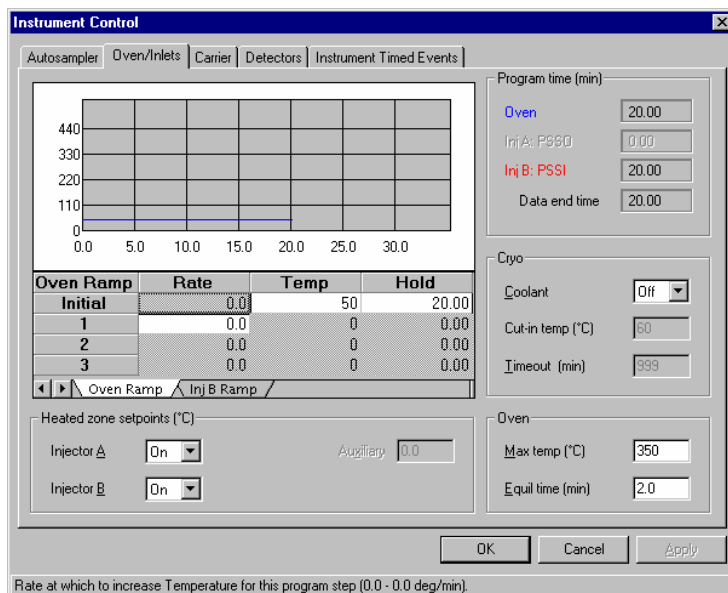 Instrument Control
Autosampler Oven/Inlets Carrier Detectors Instrument Timed Events
440
330
220
110
0
0.0 5.0 10.0 15.0 20.0 25.0 30.0
Oven Ramp Rate Temp Hold
Initial 0.0 50 20.00
1 0.0 0 0.00
2 0.0 0 0.00
3 0.0 0 0.00
Oven Ramp Inj B Ramp
Program time (min)
Oven 20.00
Inj A: PSSO 0.00
Inj B: PSSI 20.00
Data end time 20.00
Cryo
Coolant Off
Cut-in temp (°C) 60
Timeout (min) 999
Heated zone setpoints (°C)
Injector A On Auxiliary 0.0
Injector B On
Oven
Max temp (°C) 350
Equil time (min) 2.0
OK Cancel Apply
Rate at which to increase Temperature for this program step (0.0 - 0.0 deg/min).